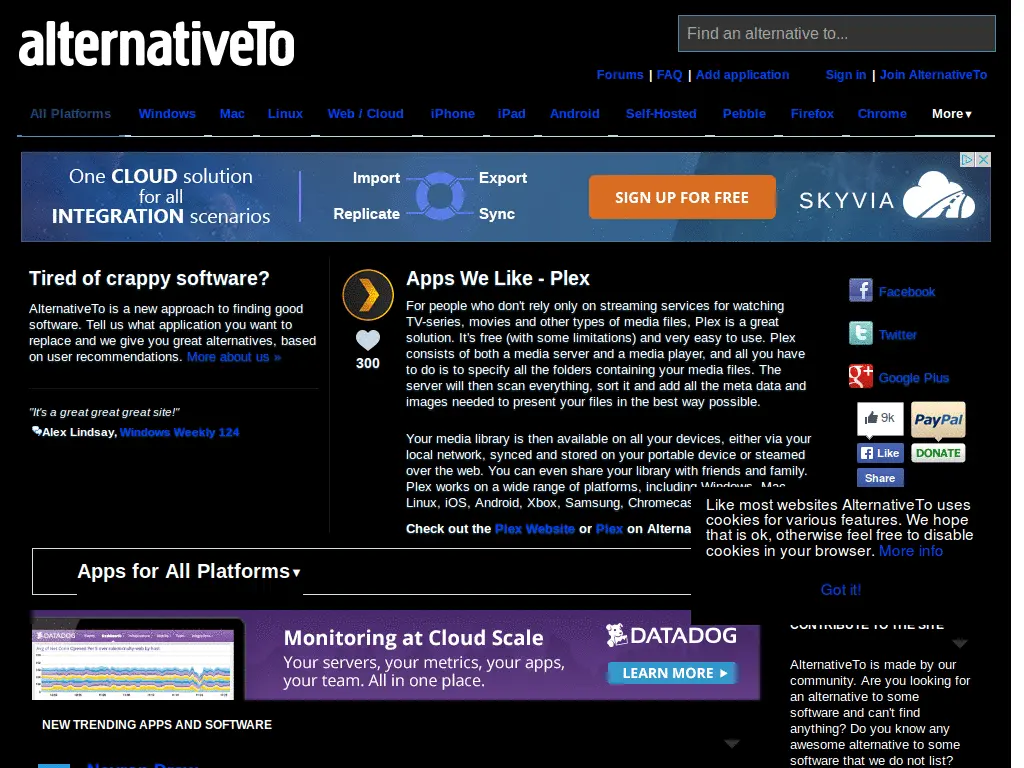 alternativeTo
Find an alternative to...
Forums | FAQ | Add application Sign in | Join AlternativeTo
All Platforms Windows Mac Linux Web / Cloud iPhone iPad Android Self-Hosted Pebble Firefox Chrome More▼
One CLOUD solution
for all
INTEGRATION scenarios
Import Export
Replicate Sync
SIGN UP FOR FREE
SKYVIA
Tired of crappy software?
AlternativeTo is a new approach to finding good
software. Tell us what application you want to
replace and we give you great alternatives, based
on user recommendations. More about us »
"It's a great great great site!"
Alex Lindsay, Windows Weekly 124
300
Apps We Like - Plex
For people who don't rely only on streaming services for watching
TV-series, movies and other types of media files, Plex is a great
solution. It's free (with some limitations) and very easy to use. Plex
consists of both a media server and a media player, and all you have
to do is to specify all the folders containing your media files. The
server will then scan everything, sort it and add all the meta data and
images needed to present your files in the best way possible.
Your media library is then available on all your devices, either via your
local network, synced and stored on your portable device or steamed
over the web. You can even share your library with friends and family.
Plex works on a wide range of platforms, including Windows, Mac,
Linux, iOS, Android, Xbox, Samsung, Chromecas
Check out the Plex Website or Plex on Alterna
Facebook
Twitter
Google Plus
9k
Like
Share
PayPal
DONATE
Like most websites AlternativeTo uses
cookies for various features. We hope
that is ok, otherwise feel free to disable
cookies in your browser. More info
Got it!
Apps for All Platforms▼
DATADOG
Monitoring at Cloud Scale
Your servers, your metrics, your apps,
your team. All in one place.
DATADOG
LEARN MORE
NEW TRENDING APPS AND SOFTWARE
Nevron Draw
CONTRIBUTE TO THE SITE
AlternativeTo is made by our
community. Are you looking for
an alternative to some
software and can't find
anything? Do you know any
awesome alternative to some
software that we do not list?